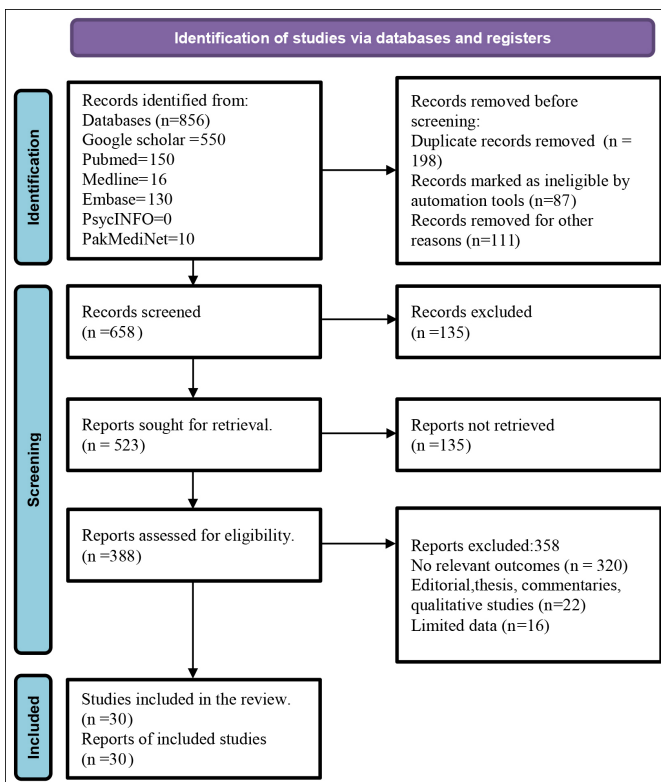 Identification of studies via databases and registers
Identification
Records identified from:
Databases (n=856)
Google scholar =550
Pubmed=150
Medline=16
Embase=130
PsycINFO=0
PakMediNet=10
Records removed before
screening:
Duplicate records removed (n =
198)
Records marked as ineligible by
automation tools (n=87)
Records removed for other
reasons (n=111)
Screening
Records screened
(n =658)
Records excluded
(n =135)
Reports sought for retrieval.
(n = 523)
Reports not retrieved
(n =135)
Reports assessed for eligibility.
(n =388)
Reports excluded:358
No relevant outcomes (n = 320)
Editorial,thesis, commentaries,
qualitative studies (n=22)
Limited data (n=16)
Included
Studies included in the review.
(n =30)
Reports of included studies
(n =30)